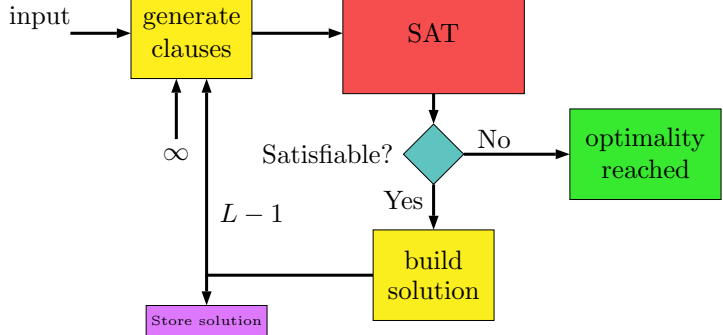 input
generate
clauses
SAT
∞
Satisfiable?
No
optimality
reached
Yes
L − 1
build
solution
Store solution